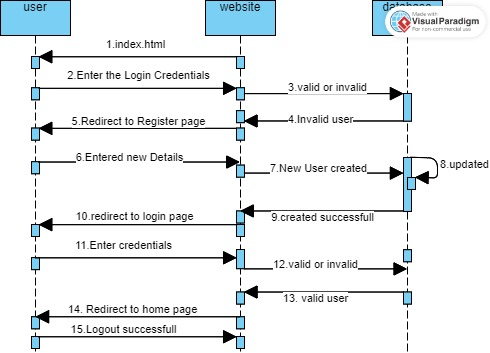 user
website
database
Made with
Visual Paradigm
For non-commercial use
1.index.html
2.Enter the Login Credentials
3.valid or invalid
4.Invalid user
5.Redirect to Register page
6.Entered new Details
7.New User created
8.updated
9.created successfull
10.redirect to login page
11.Enter credentials
12.valid or invalid
13. valid user
14. Redirect to home page
15.Logout successfull